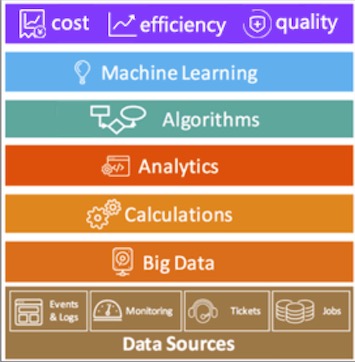 cost efficiency quality
Machine Learning
Algorithms
Analytics
Calculations
Big Data
Events & Logs Monitoring Tickets Jobs
Data Sources